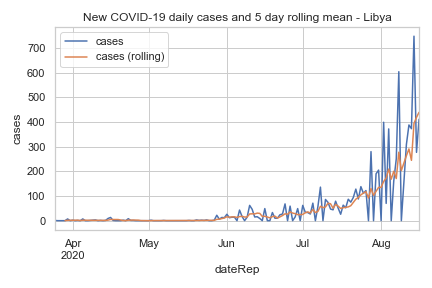 New COVID-19 daily cases and 5 day rolling mean - Libya
cases
cases (rolling)
700
600
500
400
300
200
100
0
cases
Apr
2020
May
Jun
Jul
Aug
dateRep